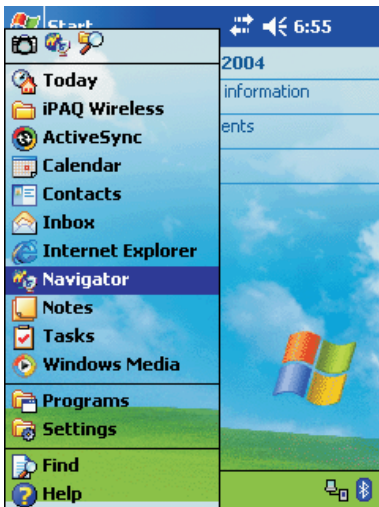 Start
6:55
2004
information
ents
Today
iPAQ Wireless
ActiveSync
Calendar
Contacts
Inbox
Internet Explorer
Navigator
Notes
Tasks
Windows Media
Programs
Settings
Find
Help